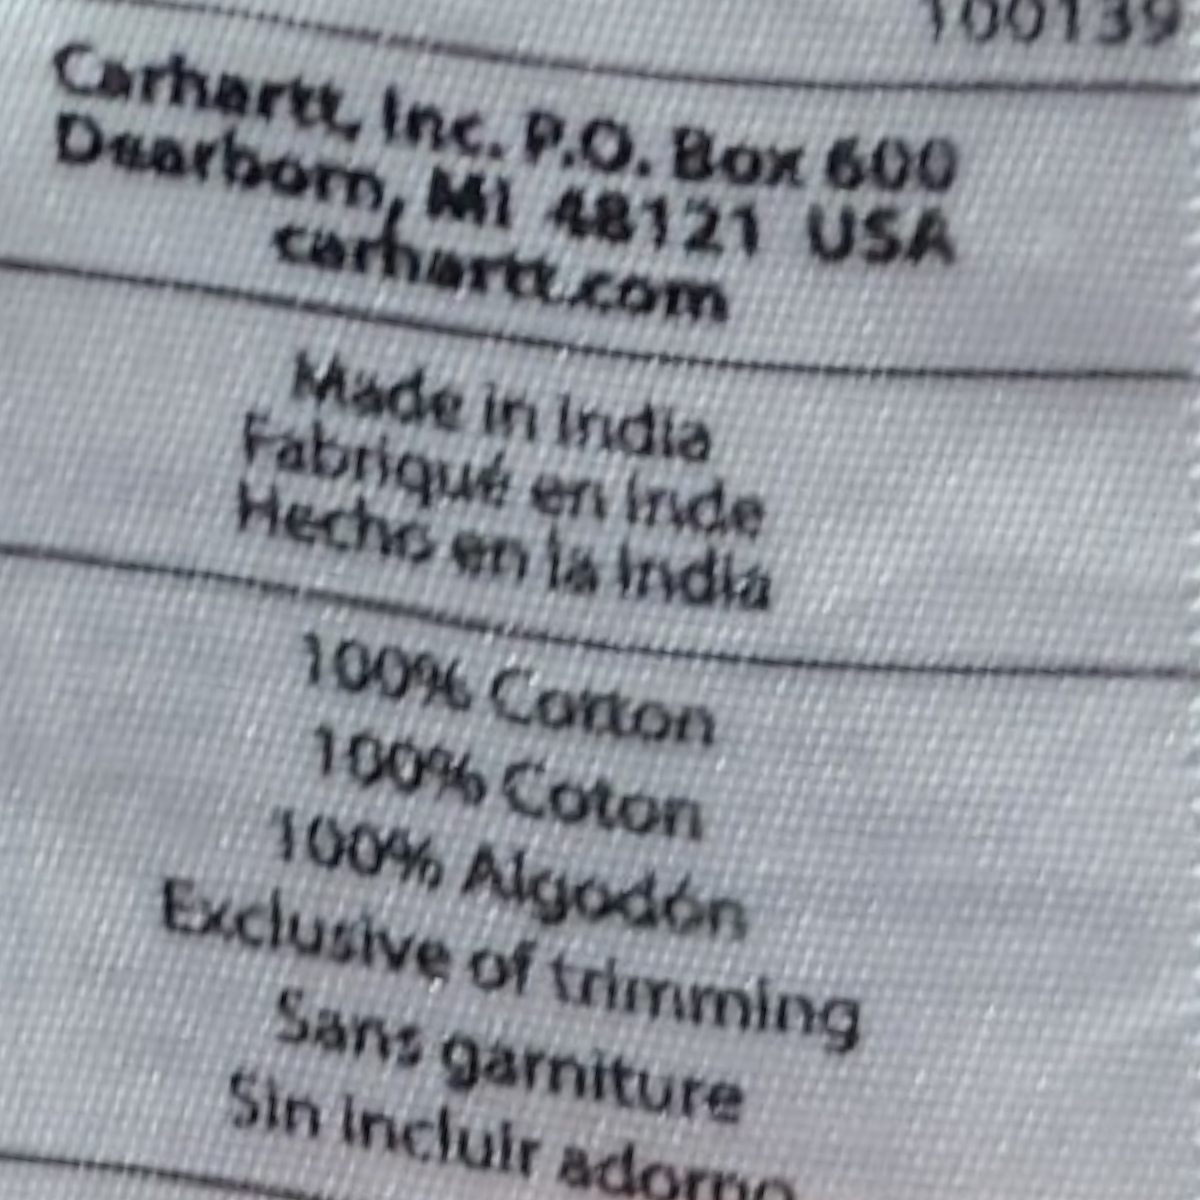 100139
Carhartt, Inc. P.O. Box 600
Dearborn, MI 48121 USA
carhartt.com
Made in India
Fabriqué en Inde
Hecho en la India
100% Cotton
100% Coton
100% Algodón
Exclusive of trimming
Sans garniture
Sin incluir adorno